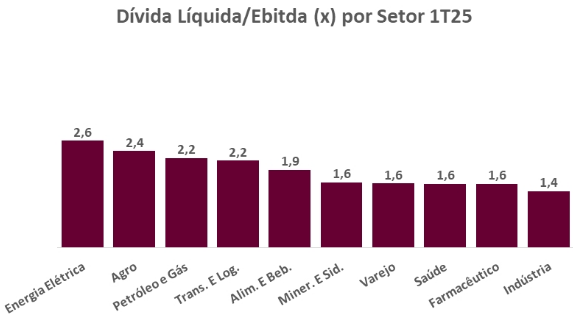 Dívida Líquida/Ebitda (x) por Setor 1T25
2,6
2,4
2,2
2,2
1,9
1,6
1,6
1,6
1,6
1,4
Energia Elétrica
Agro
Petróleo e Gás
Trans. E Log.
Alim. E Beb.
Miner. E Sid.
Varejo
Saúde
Farmacêutico
Indústria